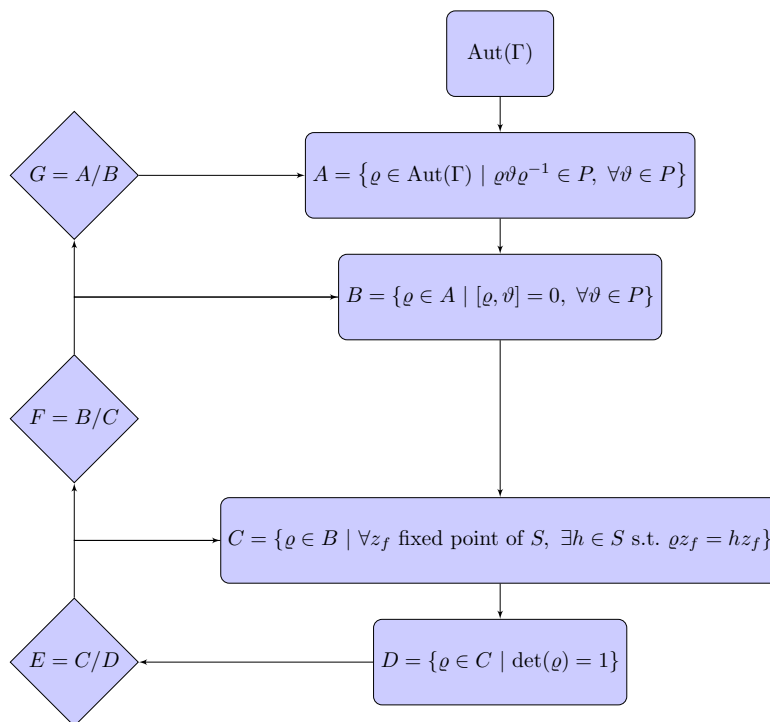 Aut(Γ)
G = A/B
A = {ϱ ∈ Aut(Γ) | ϱϑϱ⁻¹ ∈ P, ∀ϑ ∈ P}
B = {ϱ ∈ A | [ϱ, ϑ] = 0, ∀ϑ ∈ P}
F = B/C
C = {ϱ ∈ B | ∀z_f fixed point of S, ∃h ∈ S s.t. ϱz_f = hz_f}
E = C/D
D = {ϱ ∈ C | det(ϱ) = 1}